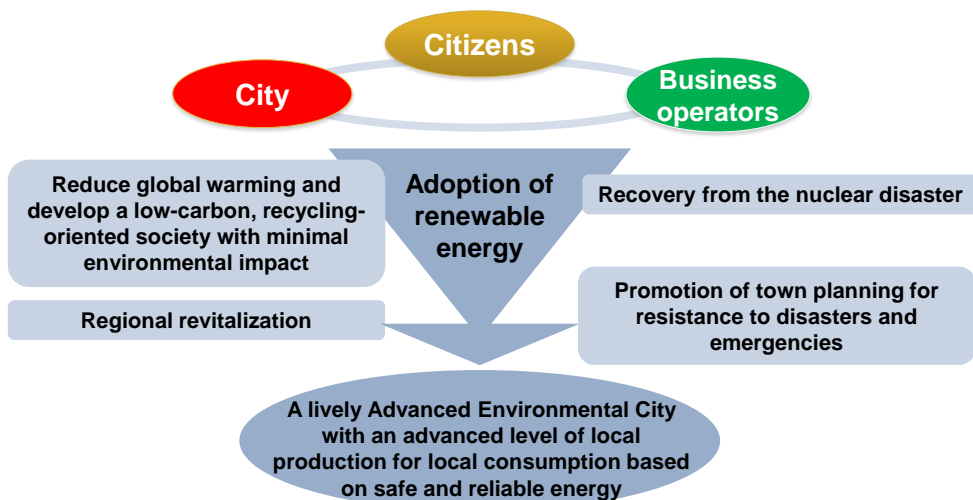 Citizens
City
Business
operators
Reduce global warming and
develop a low-carbon, recycling-
oriented society with minimal
environmental impact
Adoption of
renewable
energy
Recovery from the nuclear disaster
Regional revitalization
Promotion of town planning for
resistance to disasters and
emergencies
A lively Advanced Environmental City
with an advanced level of local
production for local consumption based
on safe and reliable energy